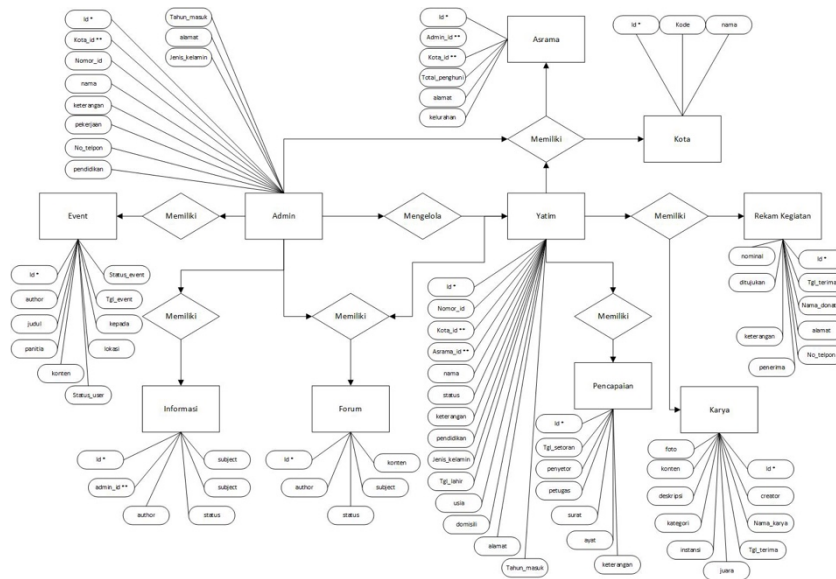 Id *
Kota_id **
Nomor_id
nama
keterangan
pekerjaan
No_telpon
pendidikan
Tahun_masuk
alamat
Jenis_kelamin
Id *
Admin_id **
Kota_id **
Total_penghuni
alamat
kelurahan
Asrama
Id *
Kode
nama
Memiliki
Kota
Event
Memiliki
Admin
Mengelola
Yatim
Memiliki
Rekam Kegiatan
Id *
author
judul
panitia
konten
Status_user
Status_event
Tgl_event
kepada
lokasi
Memiliki
Memiliki
Id *
Nomor_id
Kota_id **
Asrama_id **
nama
status
keterangan
pendidikan
Jenis_kelamin
Tgl_lahir
usia
domisili
alamat
Tahun_masuk
Memiliki
nominal
ditujukan
keterangan
penerima
Id *
Tgl_terima
Nama_donat
alamat
No_telpon
Informasi
Id *
admin_id **
author
subject
subject
status
Forum
Id *
author
status
konten
subject
Pencapaian
Id *
Tgl_setoran
penyetor
petugas
surat
ayat
keterangan
Karya
foto
konten
deskripsi
kategori
instansi
juara
Id *
creator
Nama_karya
Tgl_terima